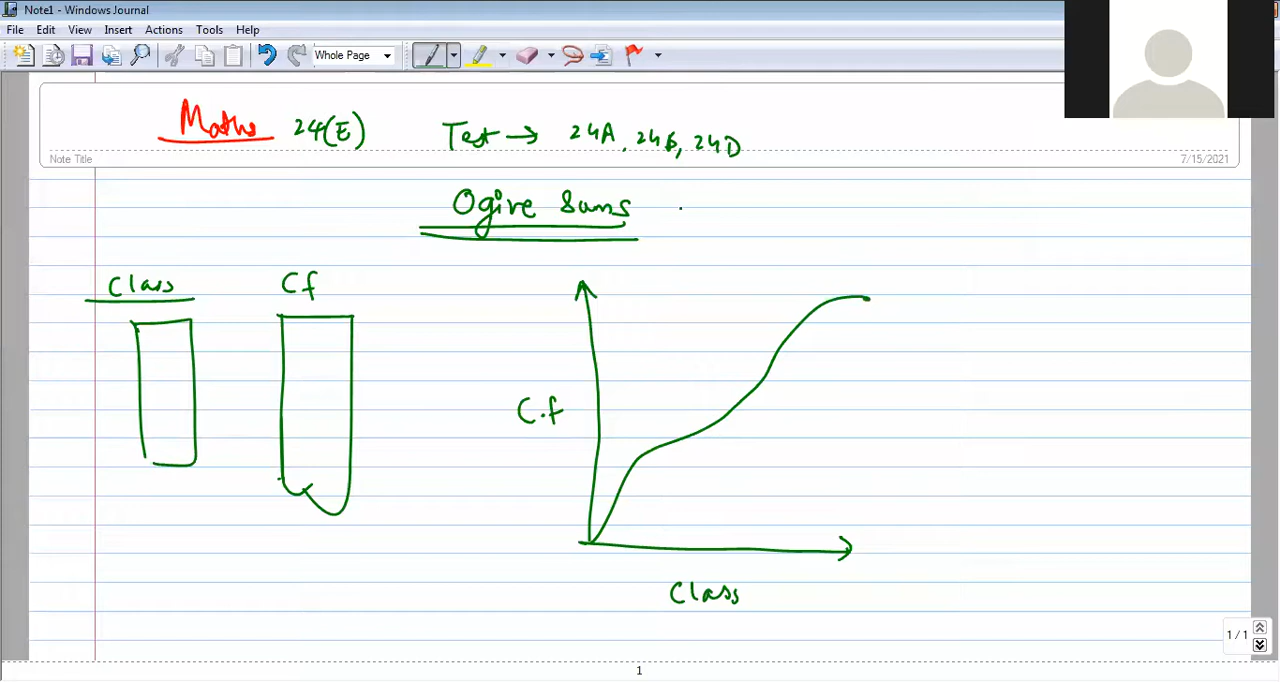 Note1 - Windows Journal
File Edit View Insert Actions Tools Help
Whole Page
Maths 24(E) Test → 24A, 24B, 24D
Note Title 7/15/2021
Ogive Sums
Class Cf
C.f
Class
1/1
1